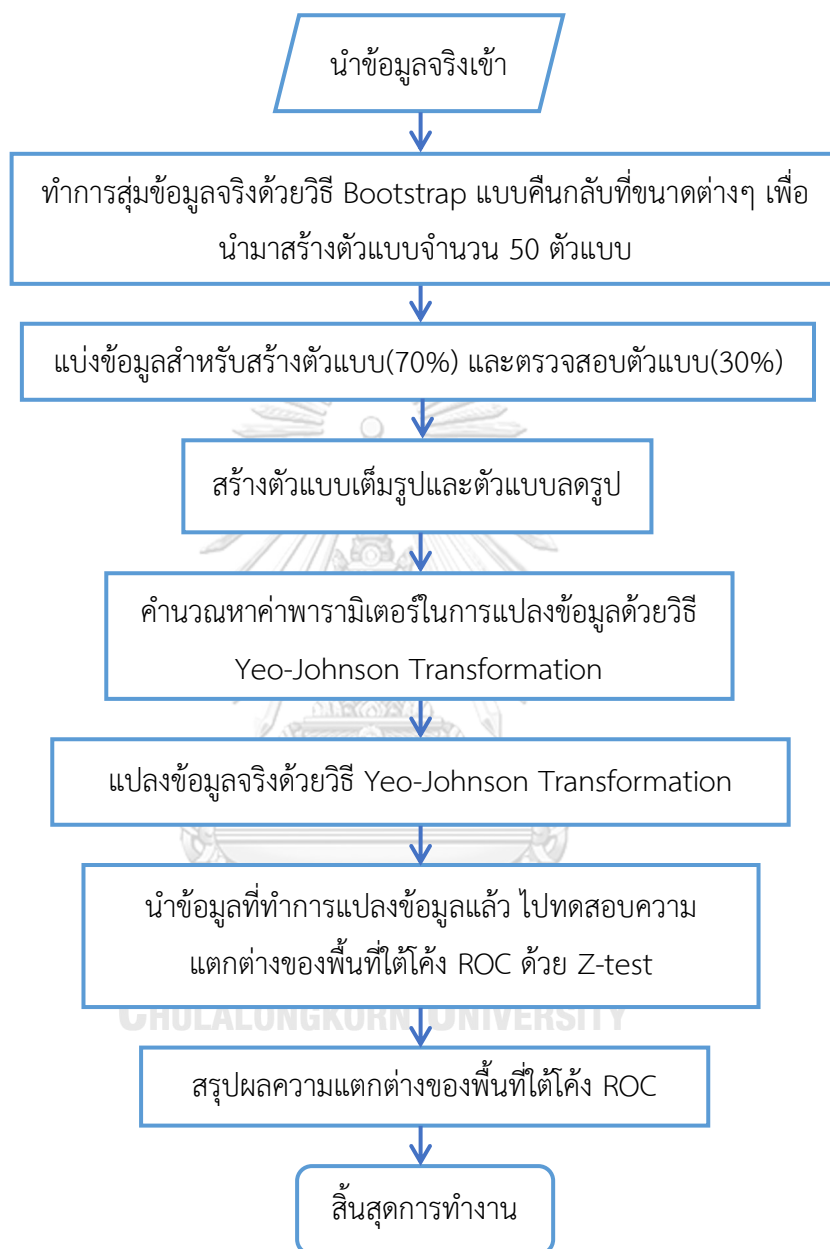 นำข้อมูลจริงเข้า
ทำการสุ่มข้อมูลจริงด้วยวิธี Bootstrap แบบคืนกลับที่ขนาดต่างๆ เพื่อ
นำมาสร้างตัวแบบจำนวน 50 ตัวแบบ
แบ่งข้อมูลสำหรับสร้างตัวแบบ(70%) และตรวจสอบตัวแบบ(30%)
สร้างตัวแบบเต็มรูปและตัวแบบลดรูป
คำนวณหาค่าพารามิเตอร์ในการแปลงข้อมูลด้วยวิธี
Yeo-Johnson Transformation
แปลงข้อมูลจริงด้วยวิธี Yeo-Johnson Transformation
นำข้อมูลที่ทำการแปลงข้อมูลแล้ว ไปทดสอบความ
แตกต่างของพื้นที่ใต้โค้ง ROC ด้วย Z-test
CHULALONGKORN UNIVERSITY
สรุปผลความแตกต่างของพื้นที่ใต้โค้ง ROC
สิ้นสุดการทำงาน